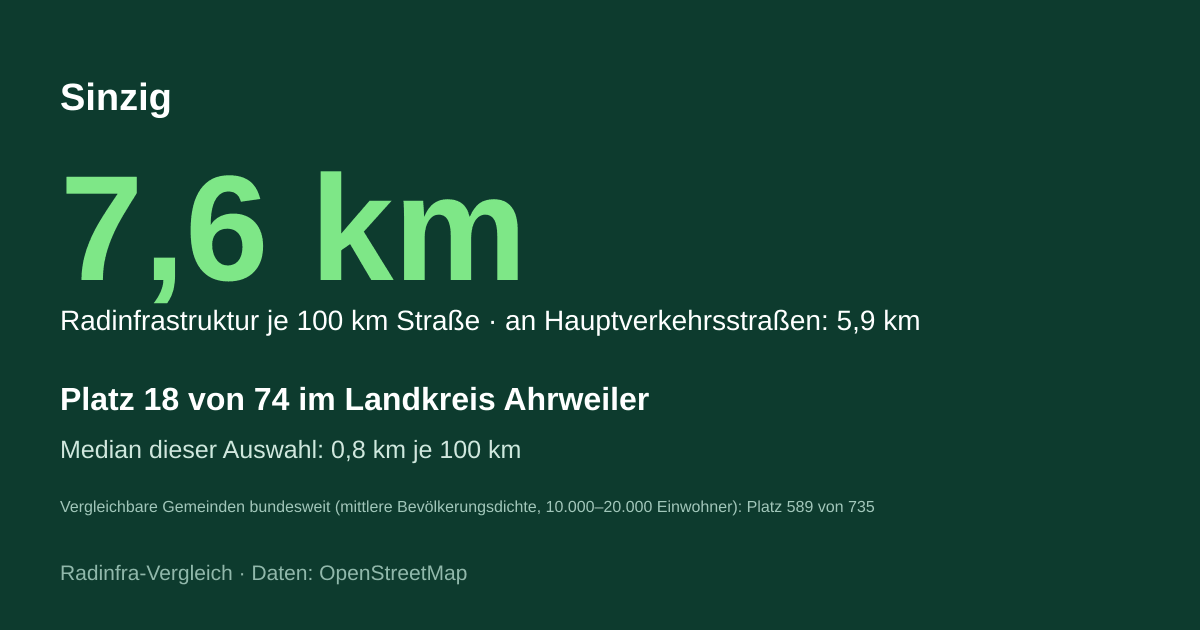 Sinzig
7,6 km
Radinfrastruktur je 100 km Straße · an Hauptverkehrsstraßen: 5,9 km
Platz 18 von 74 im Landkreis Ahrweiler
Median dieser Auswahl: 0,8 km je 100 km
Vergleichbare Gemeinden bundesweit (mittlere Bevölkerungsdichte, 10.000–20.000 Einwohner): Platz 589 von 735
Radinfra-Vergleich · Daten: OpenStreetMap